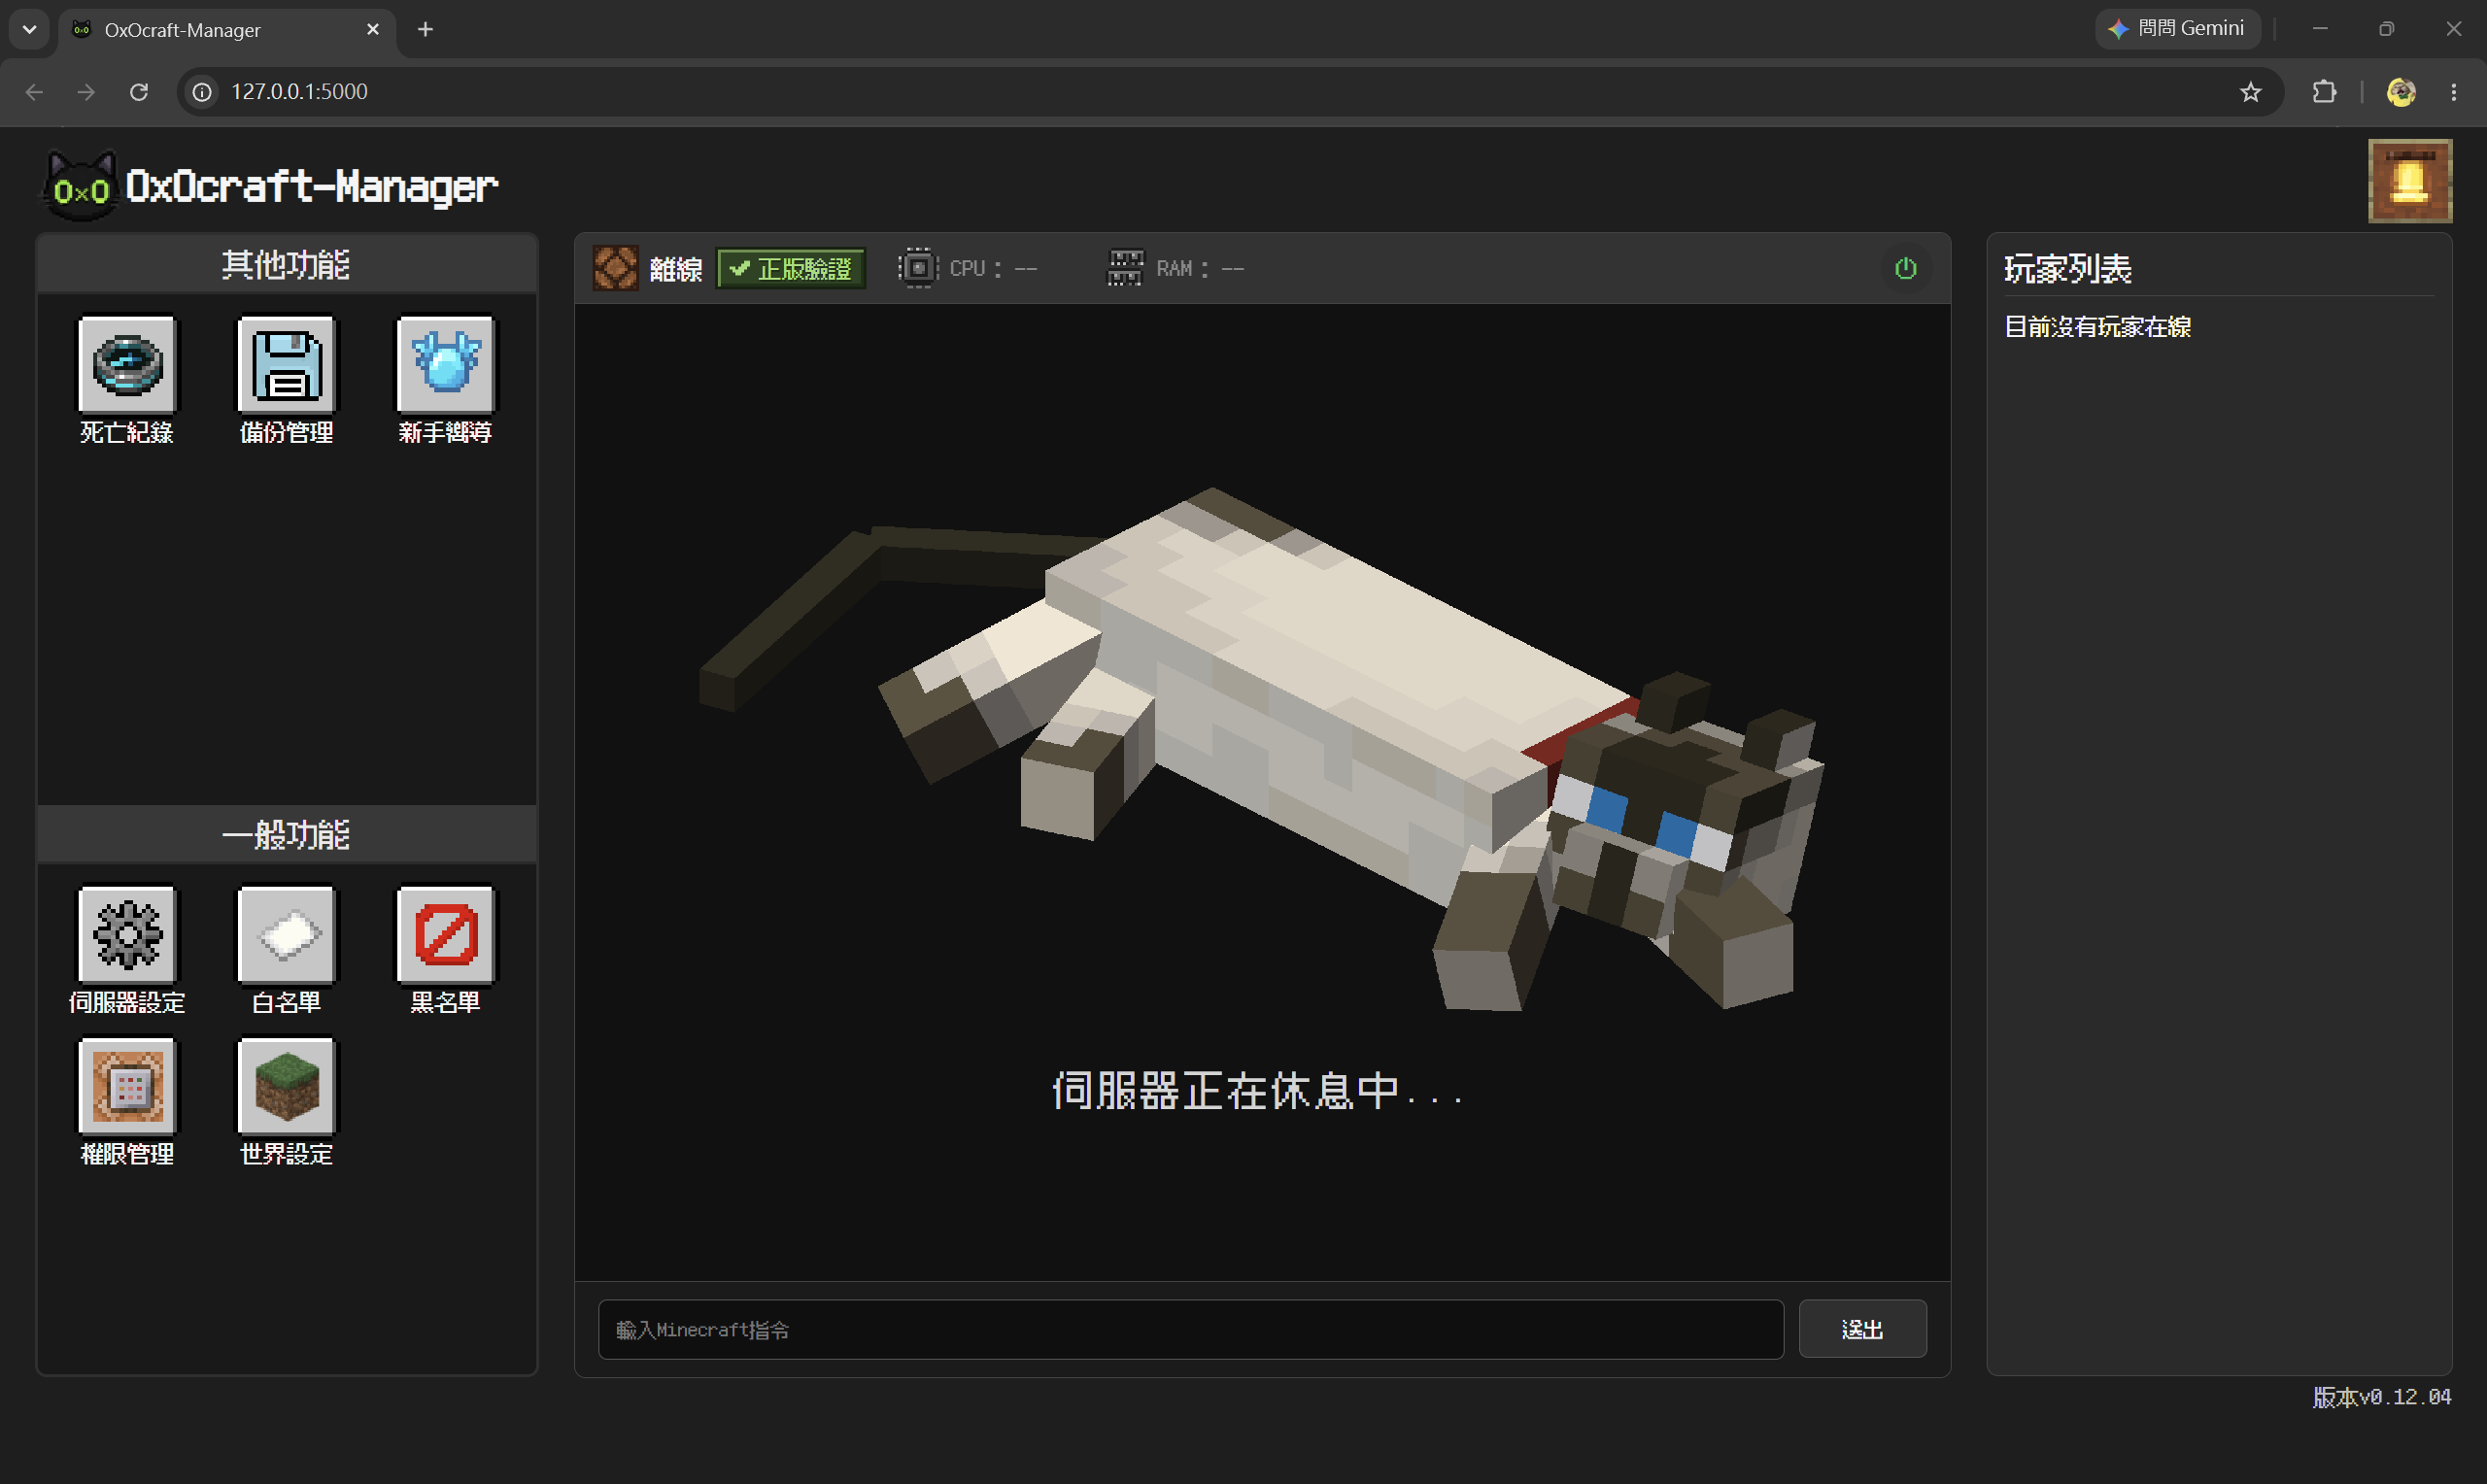 OxOcraft-Manager
問問 Gemini
127.0.0.1:5000
OxO
OxOcraft-Manager
其他功能
死亡紀錄
備份管理
新手嚮導
一般功能
伺服器設定
白名單
黑名單
權限管理
世界設定
離線
正版驗證
CPU：--
RAM：--
伺服器正在休息中...
輸入Minecraft指令
送出
玩家列表
目前沒有玩家在線
版本v0.12.04